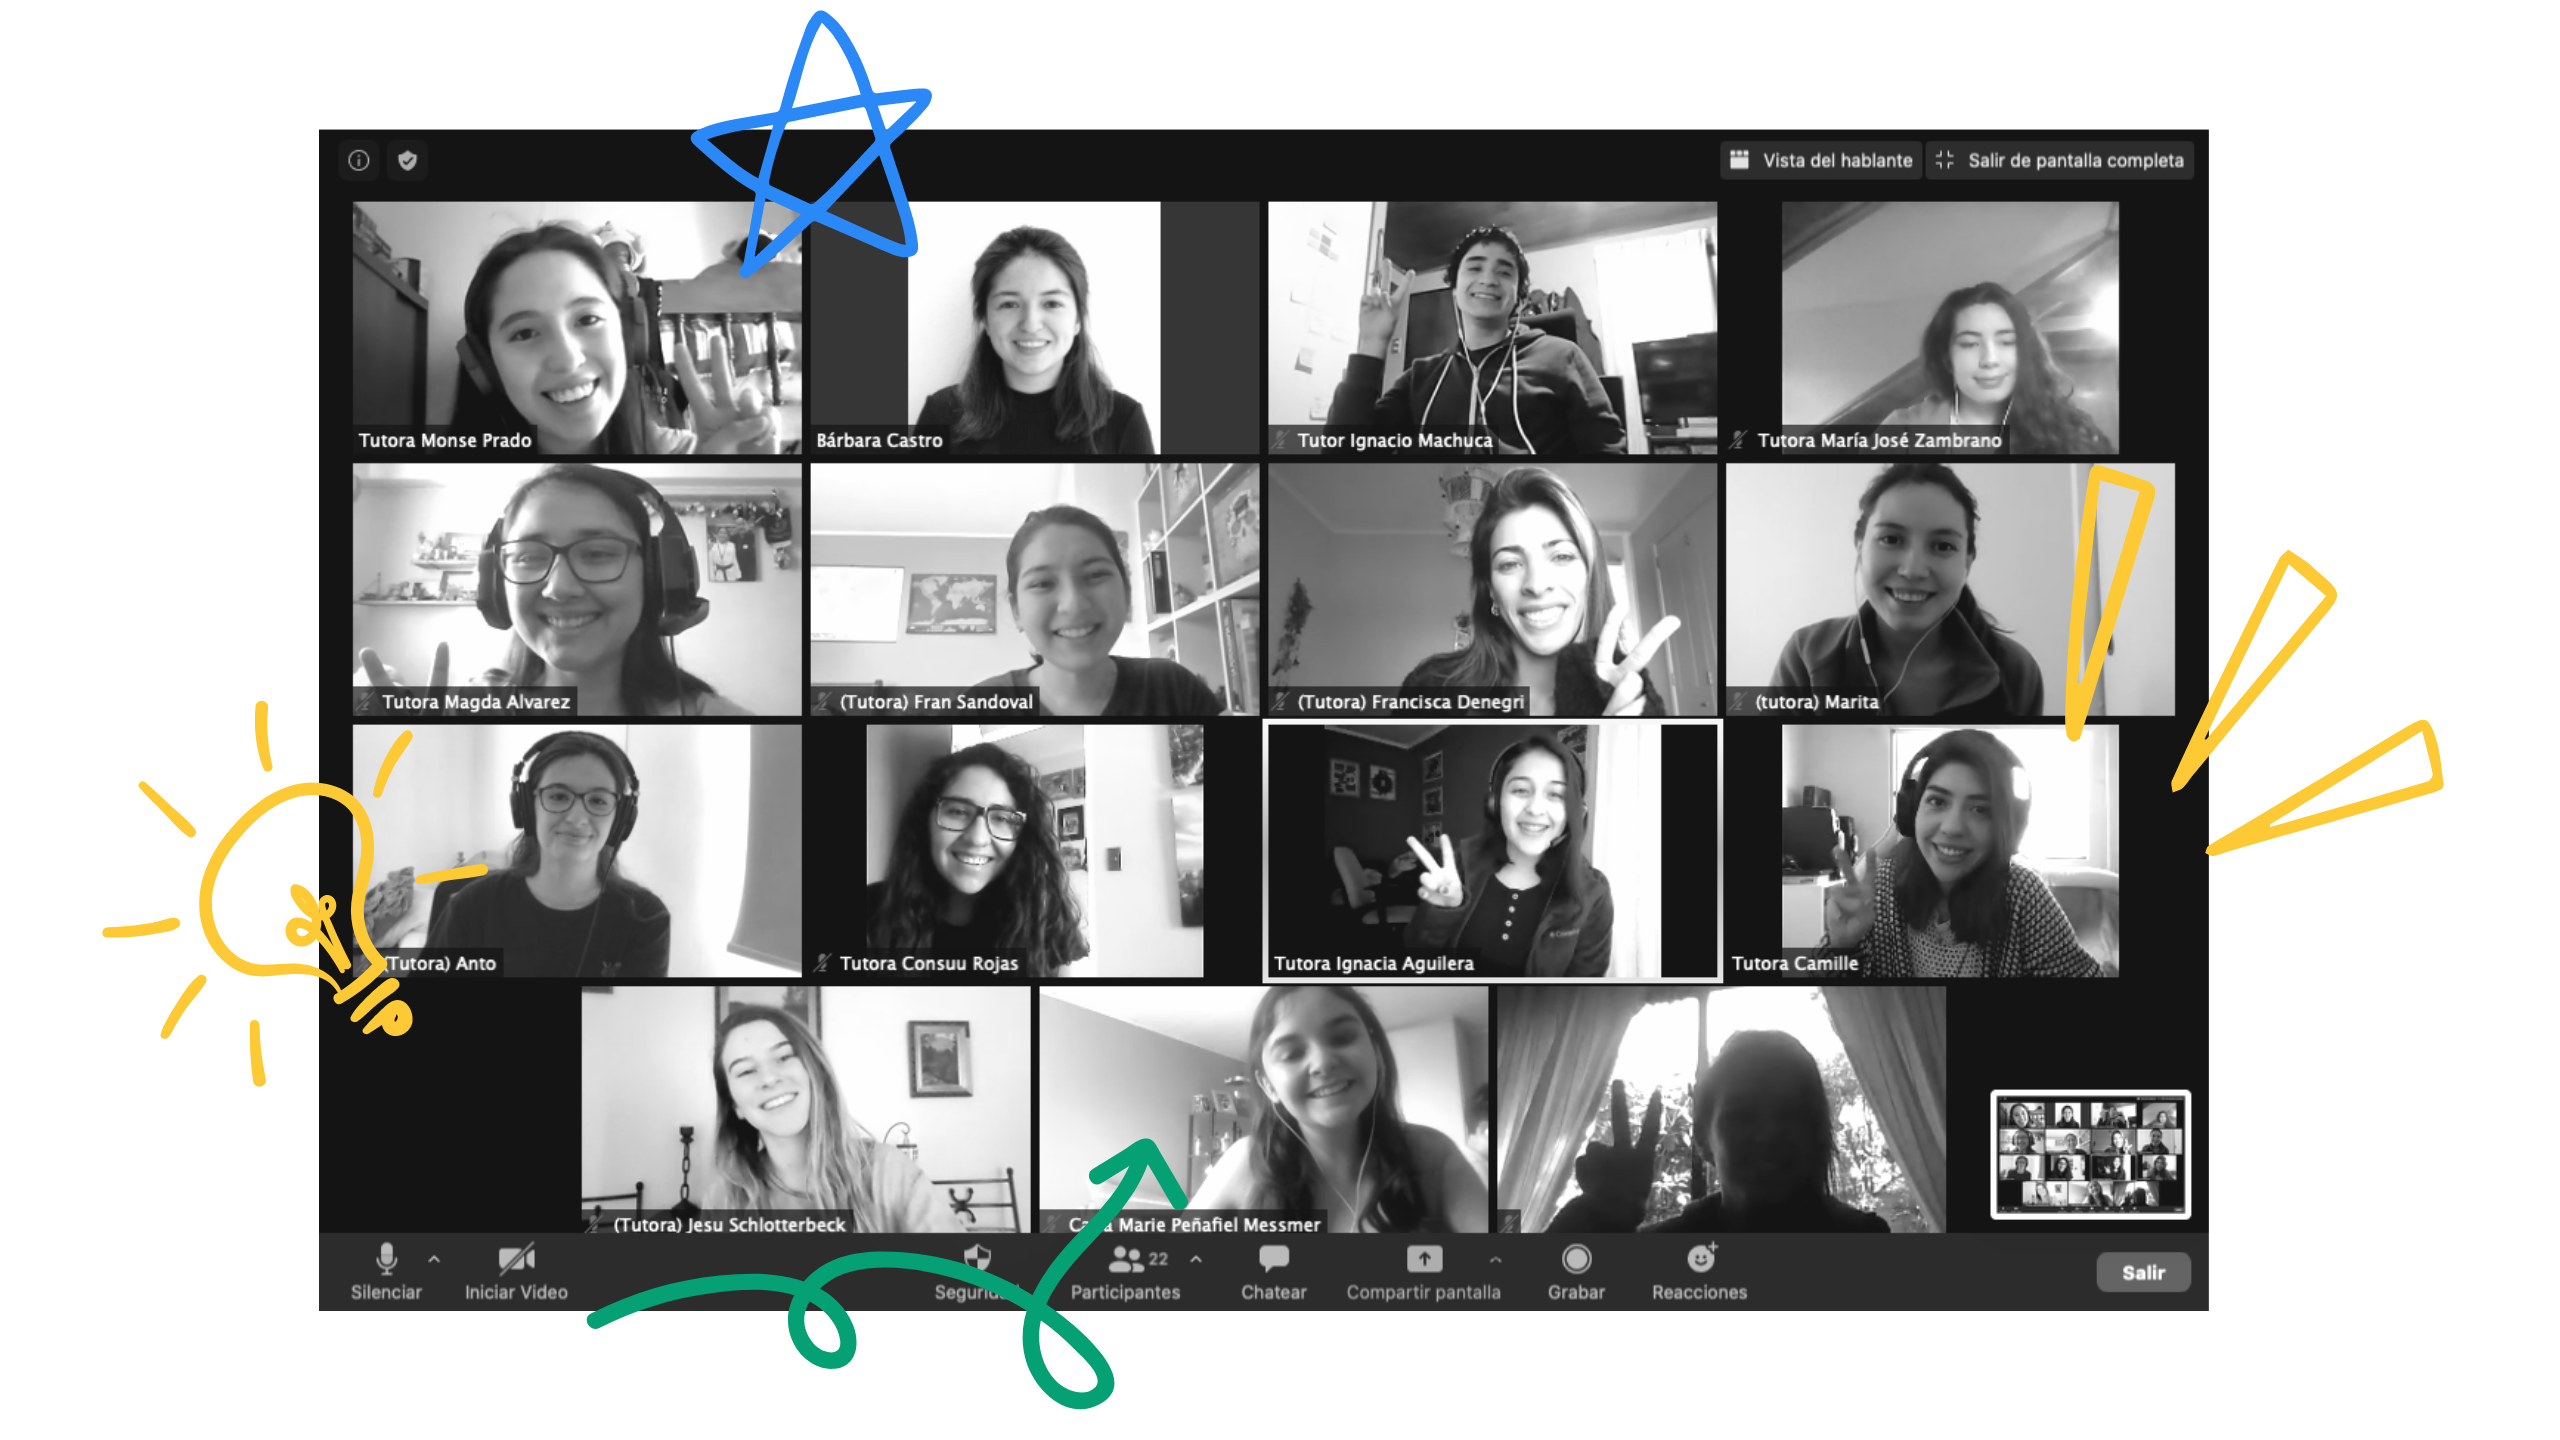 Vista del hablante
Salir de pantalla completa
Tutora Monse Prado
Bárbara Castro
Tutor Ignacio Machuca
Tutora María José Zambrano
Tutora Magda Alvarez
(Tutora) Fran Sandoval
(Tutora) Francisca Denegri
(tutora) Marita
(Tutora) Anto
Tutora Consuu Rojas
Tutora Ignacia Aguilera
Tutora Camille
(Tutora) Jesu Schlotterbeck
Marie Peñafiel Messmer
22
Silenciar
Iniciar Video
Participantes
Chatear
Compartir pantalla
Grabar
Reacciones
Salir